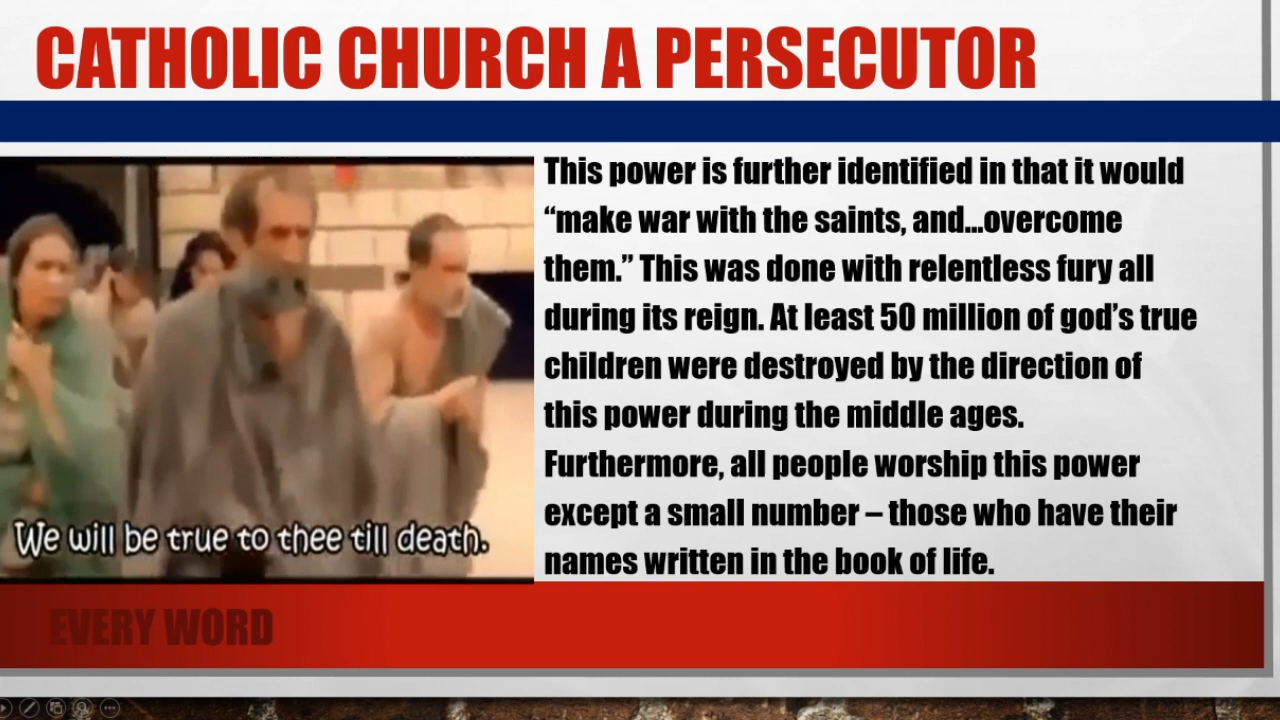 CATHOLIC CHURCH A PERSECUTOR
This power is further identified in that it would
“make war with the saints, and...overcome
them.” This was done with relentless fury all
during its reign. At least 50 million of god’s true
children were destroyed by the direction of
this power during the middle ages.
Furthermore, all people worship this power
except a small number – those who have their
names written in the book of life.
We will be true to thee till death.
EVERY WORD